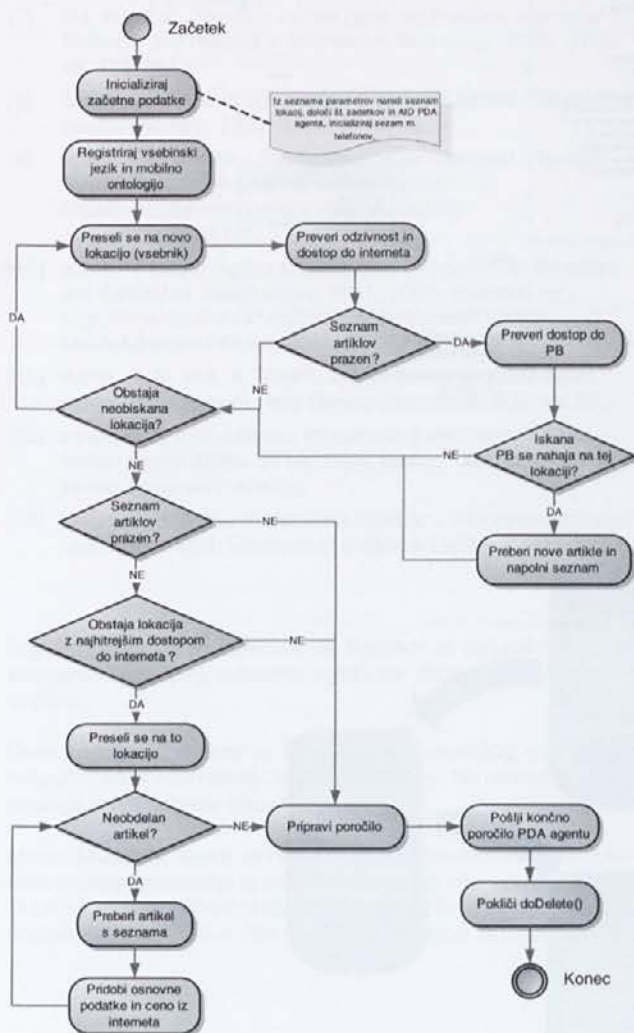 Začetek
Inicializiraj
začetne podatke
Iz seznama parametrov naredi seznam
lokacij, določi št. zadetkov in AID PDA
agenta, inicializiraj sezam m.
telefonov.
Registriraj vsebinski
jezik in mobilno
ontologijo
Preseli se na novo
lokacijo (vsebnik)
Preveri odzivnost in
dostop do interneta
DA
Seznam
artiklov
prazen?
DA
Preveri dostop do
PB
NE
Obstaja
neobiskana
lokacija?
Iskana
PB se nahaja na tej
lokaciji?
NE
NE
DA
Seznam
artiklov
prazen?
NE
Preberi nove artikle in
napolni seznam
NE
Obstaja lokacija
z najhitrejšim dostopom
do interneta?
NE
DA
Preseli se na to
lokacijo
Neobdelan
artikel?
NE
Pripravi poročilo
Pošlji končno
poročilo PDA agentu
DA
Preberi artikel
s seznama
Pokliči doDelete()
Pridobi osnovne
podatke in ceno iz
interneta
Konec